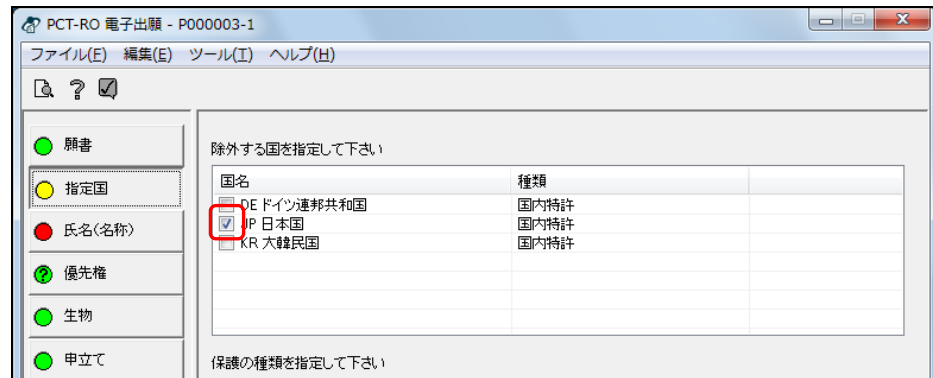 PCT-RO 電子出願 - P000003-1
ファイル(F) 編集(E) ツール(T) ヘルプ(H)
願書
指定国
氏名(名称)
優先権
生物
申立て
除外する国を指定して下さい
国名 種類
DE ドイツ連邦共和国 国内特許
JP 日本国 国内特許
KR 大韓民国 国内特許
保護の種類を指定して下さい